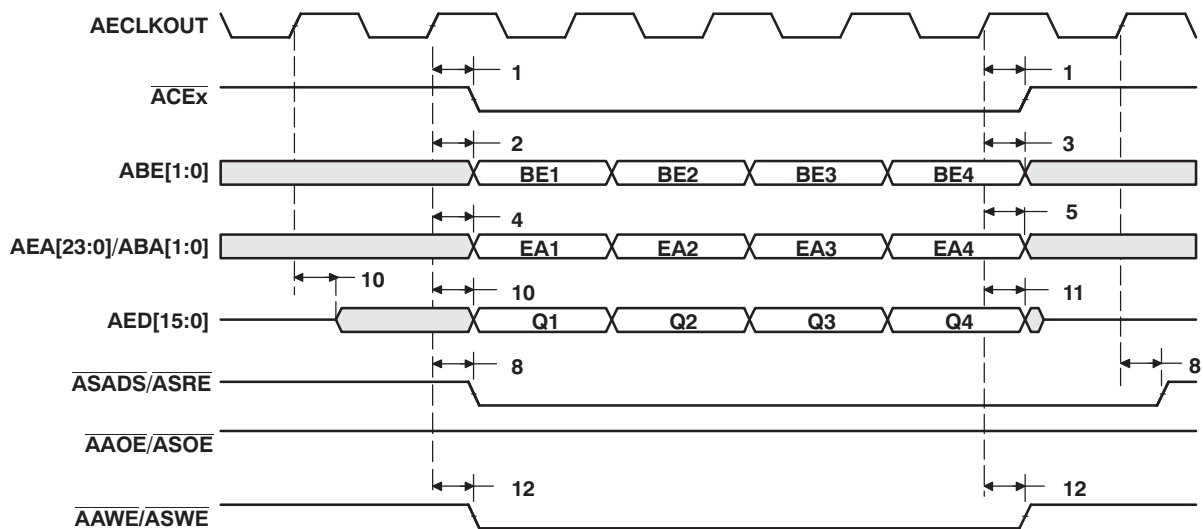 AECLKOUT
1 1
ACEx
2 3
ABE[1:0] BE1 BE2 BE3 BE4
4 5
AEA[23:0]/ABA[1:0] EA1 EA2 EA3 EA4
10 10 11
AED[15:0] Q1 Q2 Q3 Q4
8 8
ASADS/ASRE
AAOE/ASOE
12 12
AAWE/ASWE